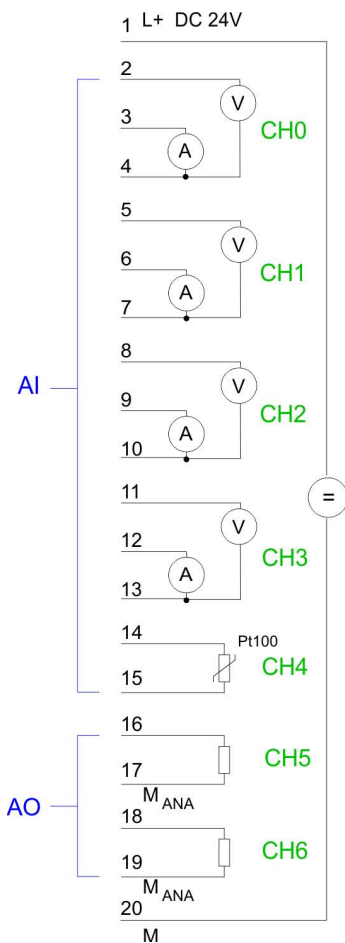 1 L+ DC 24V
2
V
3
CH0
A
4
5
V
6
CH1
A
7
8
V
AI
9
CH2
A
10
11
=
V
12
CH3
A
13
14
Pt100
CH4
15
16
CH5
17
M ANA
AO
18
CH6
19
M ANA
20
M